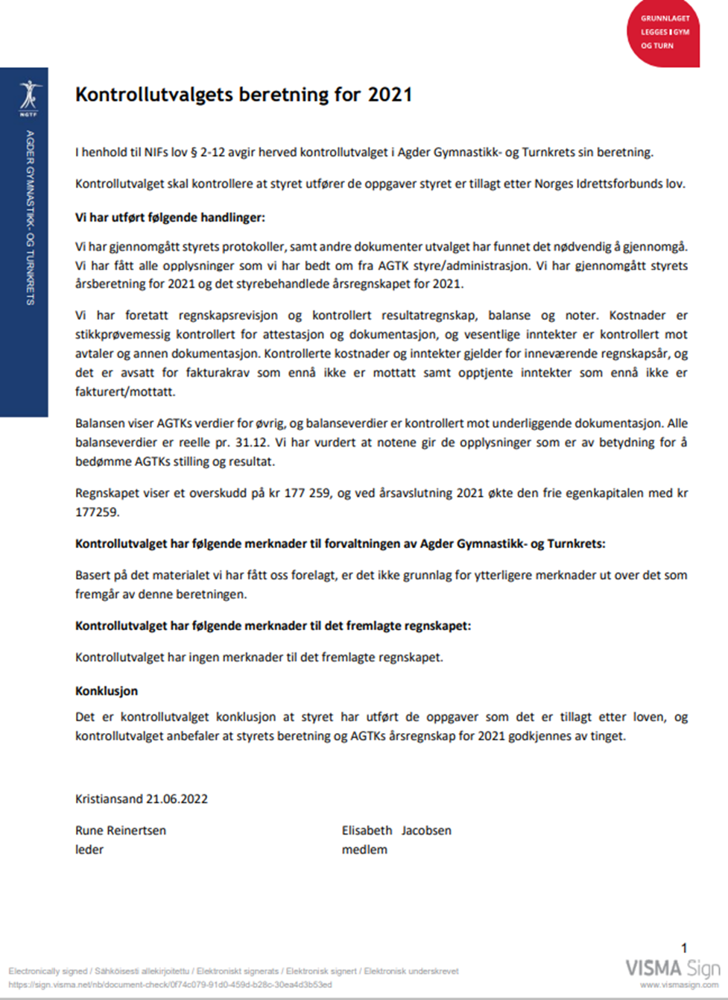 GRUNNLAGET
LEGGES I GYM
OG TURN
NGTF
AGDER GYMNASTIKK- OG TURNKRETS
Kontrollutvalgets beretning for 2021
I henhold til NIFs lov § 2-12 avgir herved kontrollutvalget i Agder Gymnastikk- og Turnkrets sin beretning.
Kontrollutvalget skal kontrollere at styret utfører de oppgaver styret er tillagt etter Norges Idrettsforbunds lov.
Vi har utført følgende handlinger:
Vi har gjennomgått styrets protokoller, samt andre dokumenter utvalget har funnet det nødvendig å gjennomgå.
Vi har fått alle opplysninger som vi har bedt om fra AGTK styre/administrasjon. Vi har gjennomgått styrets
årsberetning for 2021 og det styrebehandlede årsregnskapet for 2021.
Vi har foretatt regnskapsrevisjon og kontrollert resultatregnskap, balanse og noter. Kostnader er
stikkprøvemessig kontrollert for attestasjon og dokumentasjon, og vesentlige inntekter er kontrollert mot
avtaler og annen dokumentasjon. Kontrollerte kostnader og inntekter gjelder for inneværende regnskapsår, og
det er avsatt for fakturakrav som ennå ikke er mottatt samt opptjente inntekter som ennå ikke er
fakturert/mottatt.
Balansen viser AGTKs verdier for øvrig, og balanseverdier er kontrollert mot underliggende dokumentasjon. Alle
balanseverdier er reelle pr. 31.12. Vi har vurdert at notene gir de opplysninger som er av betydning for å
bedømme AGTKs stilling og resultat.
Regnskapet viser et overskudd på kr 177 259, og ved årsavslutning 2021 økte den frie egenkapitalen med kr
177259.
Kontrollutvalget har følgende merknader til forvaltningen av Agder Gymnastikk- og Turnkrets:
Basert på det materialet vi har fått oss forelagt, er det ikke grunnlag for ytterligere merknader ut over det som
fremgår av denne beretningen.
Kontrollutvalget har følgende merknader til det fremlagte regnskapet:
Kontrollutvalget har ingen merknader til det fremlagte regnskapet.
Konklusjon
Det er kontrollutvalget konklusjon at styret har utført de oppgaver som det er tillagt etter loven, og
kontrollutvalget anbefaler at styrets beretning og AGTKs årsregnskap for 2021 godkjennes av tinget.
Kristiansand 21.06.2022
Rune Reinertsen Elisabeth Jacobsen
leder medlem
1
Electronically signed / Sähköisesti allekirjoitettu / Elektroniskt signerats / Elektronisk signert / Elektronisk underskrevet
https://sign.visma.net/nb/document-check/0f74c079-91d0-459d-b28c-30ea4d3b53ed
VISMA Sign
www.vismasign.com